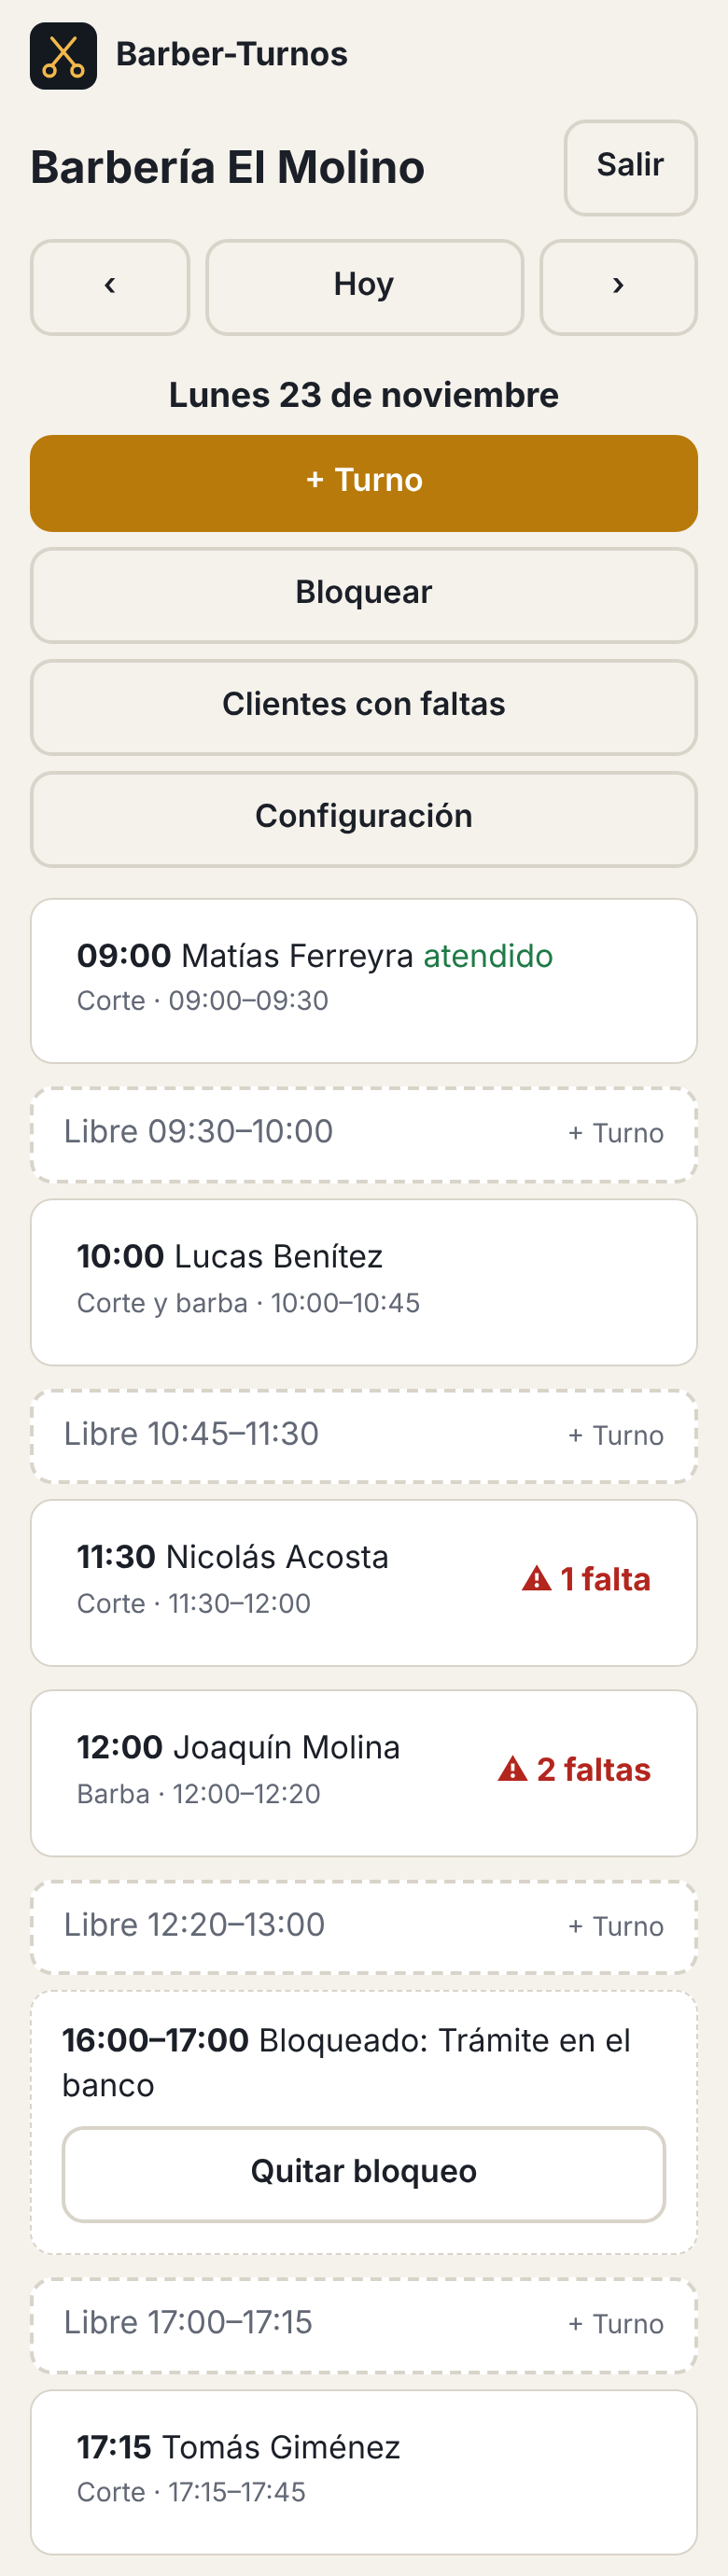 Barber-Turnos
Barbería El Molino
Salir
‹
Hoy
›
Lunes 23 de noviembre
+ Turno
Bloquear
Clientes con faltas
Configuración
09:00 Matías Ferreyra atendido
Corte · 09:00–09:30
Libre 09:30–10:00
+ Turno
10:00 Lucas Benítez
Corte y barba · 10:00–10:45
Libre 10:45–11:30
+ Turno
11:30 Nicolás Acosta
Corte · 11:30–12:00
⚠ 1 falta
12:00 Joaquín Molina
Barba · 12:00–12:20
⚠ 2 faltas
Libre 12:20–13:00
+ Turno
16:00–17:00 Bloqueado: Trámite en el
banco
Quitar bloqueo
Libre 17:00–17:15
+ Turno
17:15 Tomás Giménez
Corte · 17:15–17:45